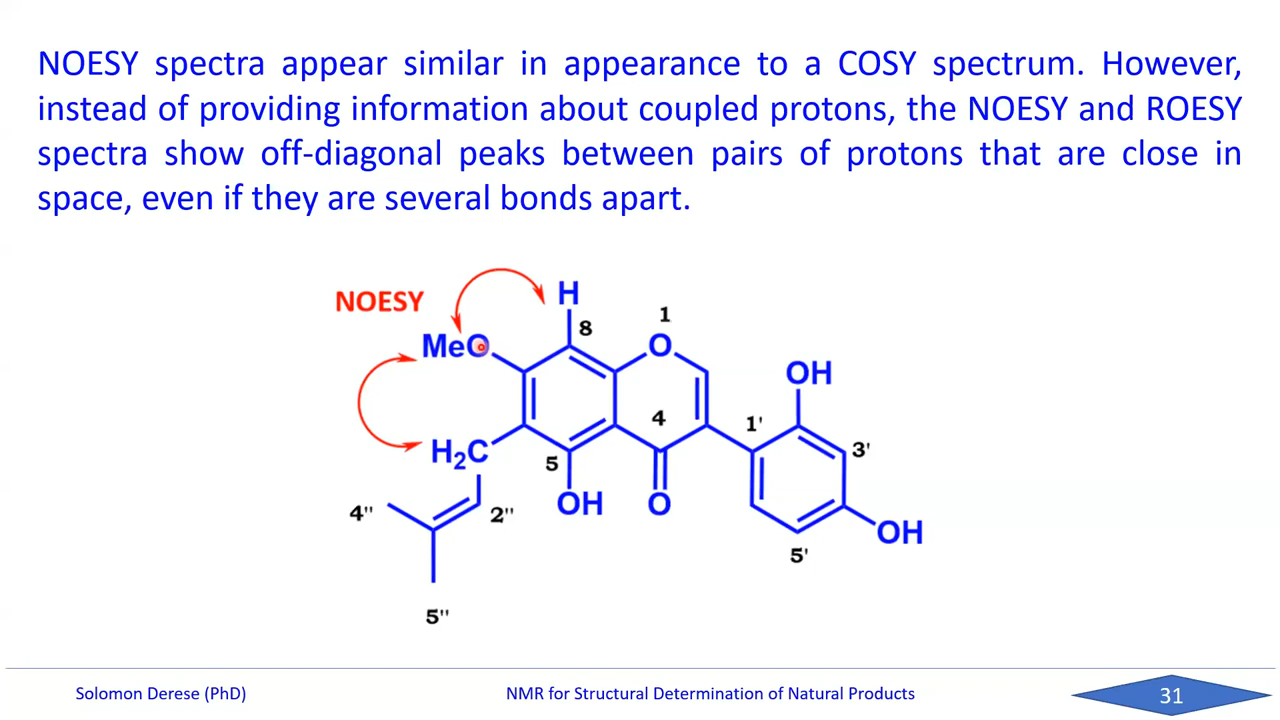 NOESY spectra appear similar in appearance to a COSY spectrum. However,
instead of providing information about coupled protons, the NOESY and ROESY
spectra show off-diagonal peaks between pairs of protons that are close in
space, even if they are several bonds apart.
NOESY
H
8
1
MeO
O
OH
4
1'
3'
H₂C
5
4''
2''
OH
O
OH
5'
5''
Solomon Derese (PhD)
NMR for Structural Determination of Natural Products
31